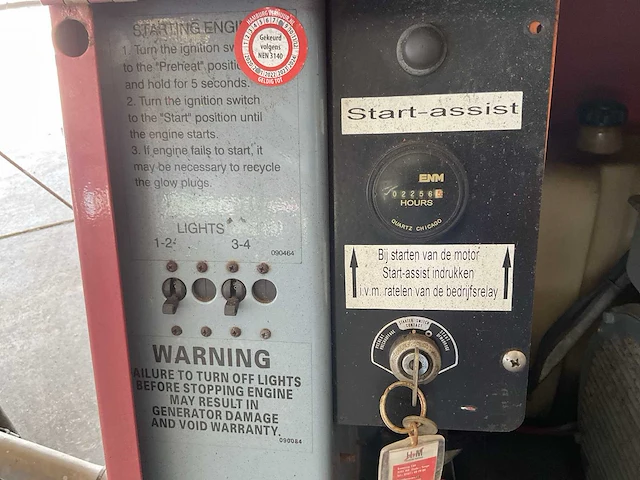 STARTING
1. Turn the ignition
to the "Preheat"
and hold for 5 seconds.
2. Turn the ignition switch
to the "Start" position until
the engine starts.
3. If engine fails to start, it
may be necessary to recycle
the glow plugs.
LIGHTS
1-2
3-4
090464
WARNING
FAILURE TO TURN OFF LIGHTS
BEFORE STOPPING ENGINE
MAY RESULT IN
GENERATOR DAMAGE
AND VOID WARRANTY.
090084
Gekeurd
volgens
NEN 3140
GELDIG TOT
Start-assist
ENM
02256
HOURS
QUARTZ CHICAGO
Bij starten van de motor
Start-assist indrukken
i.v.m. ratelen van de bedrijfsrelay
H&M